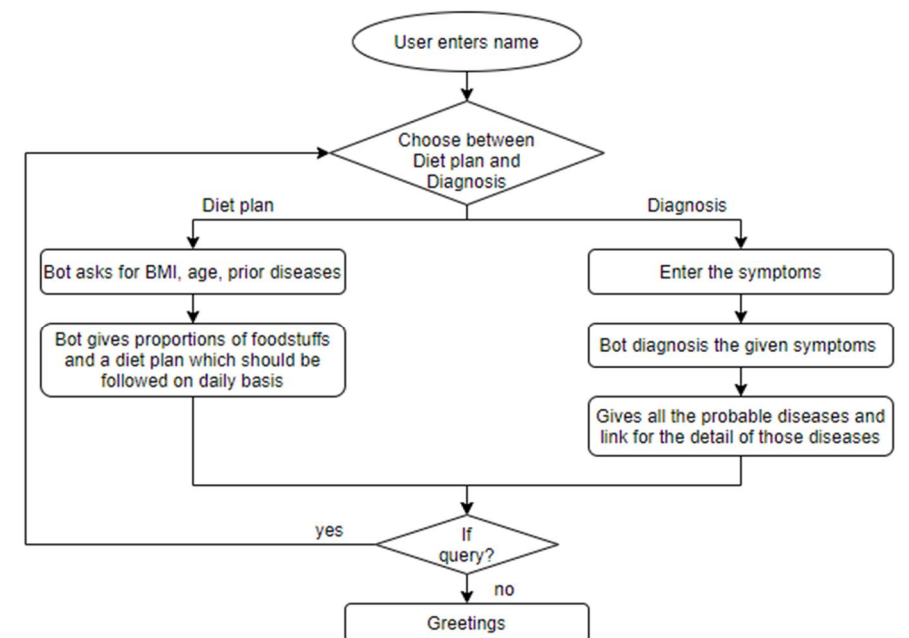 User enters name
Choose between
Diet plan and
Diagnosis
Diet plan
Diagnosis
Bot asks for BMI, age, prior diseases
Enter the symptoms
Bot gives proportions of foodstuffs
and a diet plan which should be
followed on daily basis
Bot diagnosis the given symptoms
Gives all the probable diseases and
link for the detail of those diseases
yes
If
query?
no
Greetings